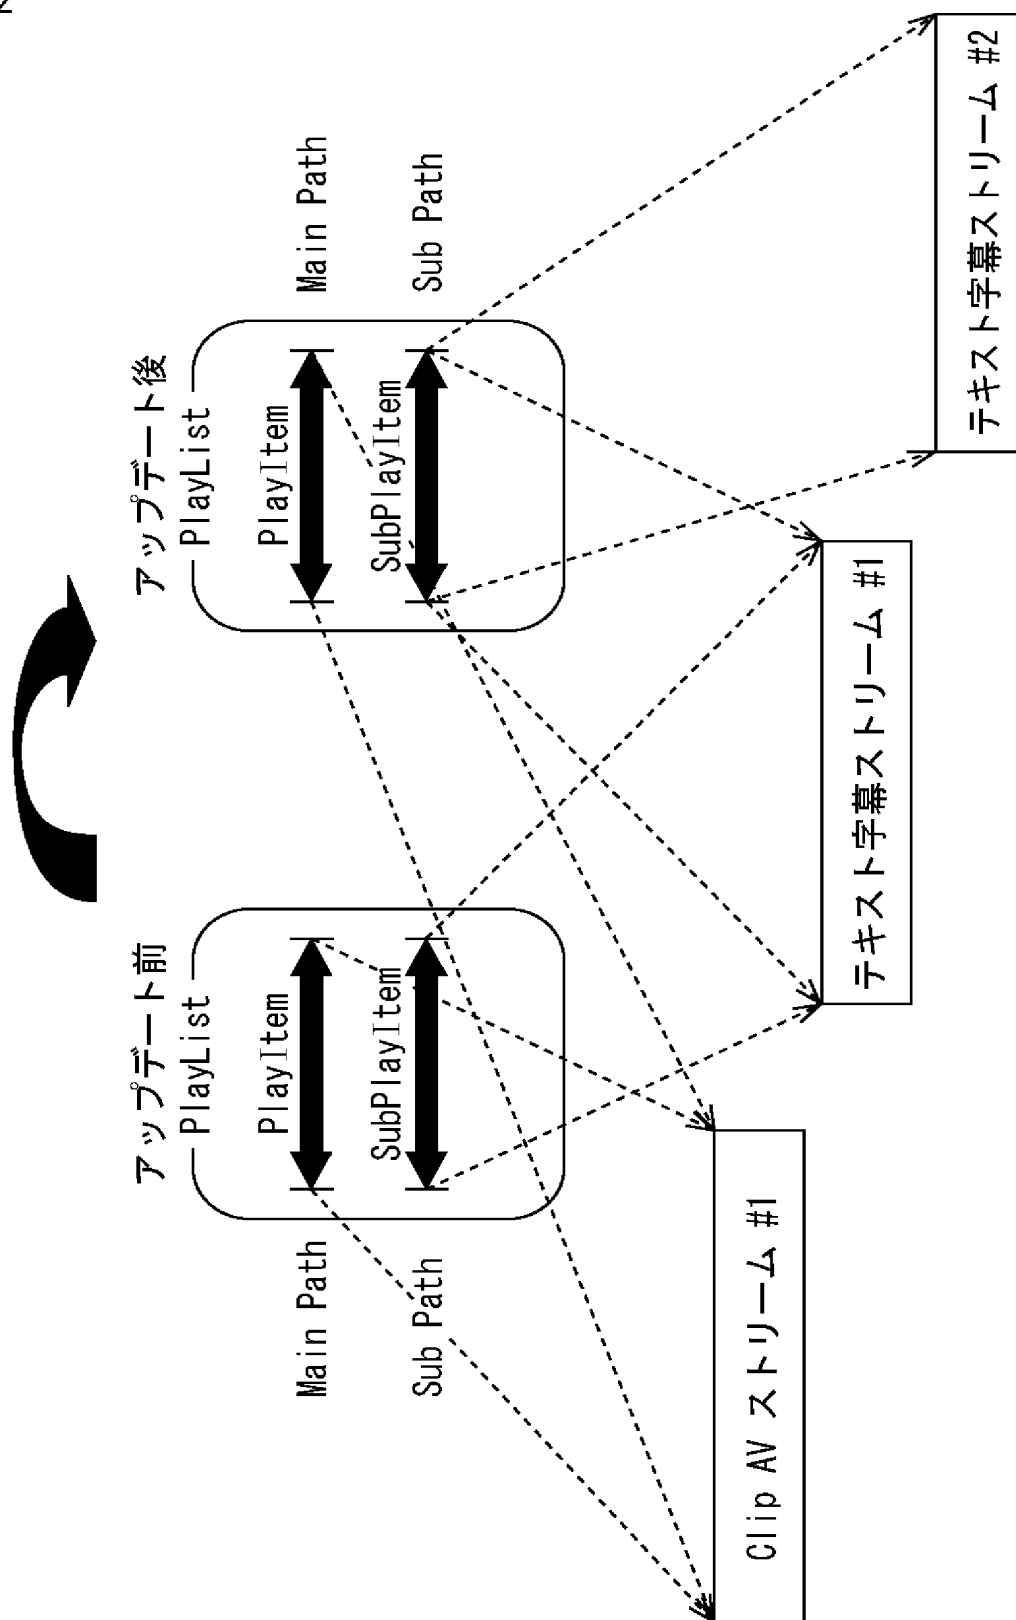 アップデート前
アップデート後
PlayList
PlayList
Main Path
PlayItem
PlayItem
Main Path
Sub Path
SubPlayItem
SubPlayItem
Sub Path
Clip AV ストリーム #1
テキスト字幕ストリーム #1
テキスト字幕ストリーム #2